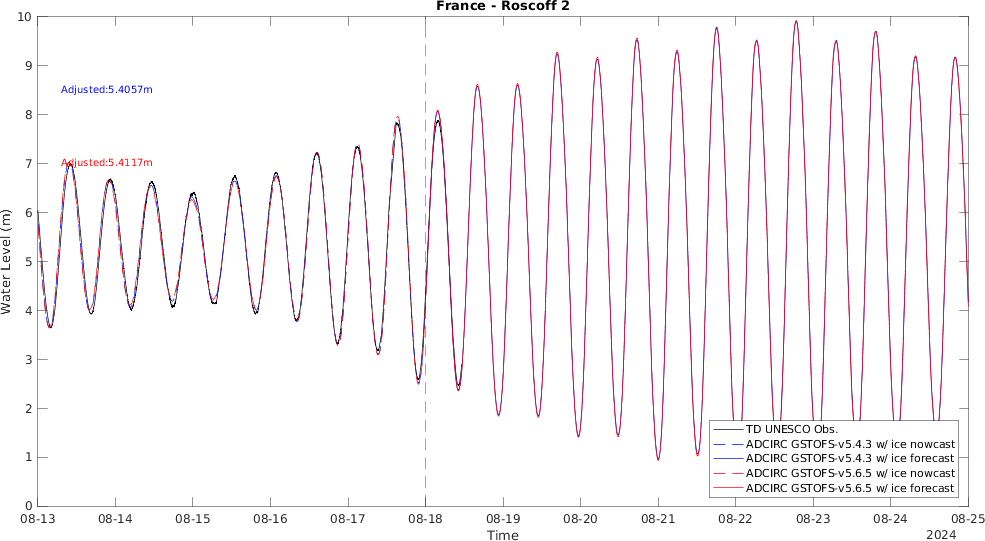 France - Roscoff 2
10
9
8
7
6
5
4
3
2
1
0
Water Level (m)
Adjusted:5.4057m
Adjusted:5.4117m
TD UNESCO Obs.
ADCIRC GSTOFS-v5.4.3 w/ ice nowcast
ADCIRC GSTOFS-v5.4.3 w/ ice forecast
ADCIRC GSTOFS-v5.6.5 w/ ice nowcast
ADCIRC GSTOFS-v5.6.5 w/ ice forecast
08-13 08-14 08-15 08-16 08-17 08-18 08-19 08-20 08-21 08-22 08-23 08-24 08-25
Time
2024